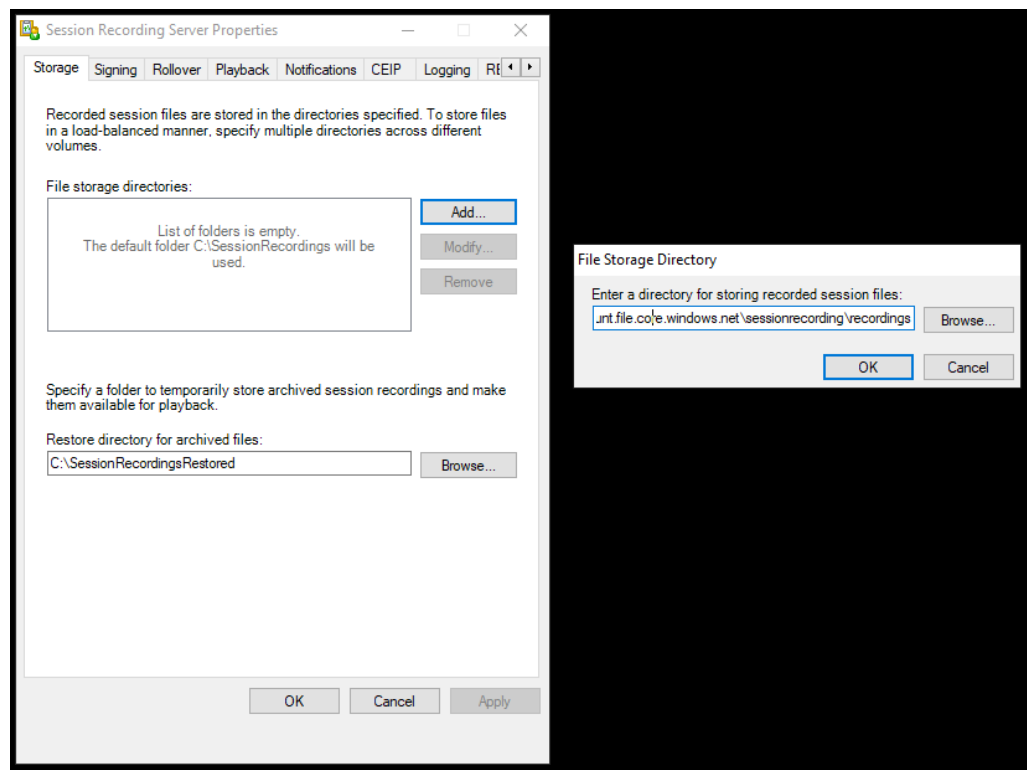 Session Recording Server Properties
Storage Signing Rollover Playback Notifications CEIP Logging
Recorded session files are stored in the directories specified. To store files
in a load-balanced manner, specify multiple directories across different
volumes.
File storage directories:
List of folders is empty.
The default folder C:\SessionRecordings will be
used.
Add...
Modify...
Remove
Specify a folder to temporarily store archived session recordings and make
them available for playback.
Restore directory for archived files:
C:\SessionRecordingsRestored
Browse...
OK Cancel Apply
File Storage Directory
Enter a directory for storing recorded session files:
unt.file.core.windows.net\sessionrecording\recordings
Browse...
OK Cancel